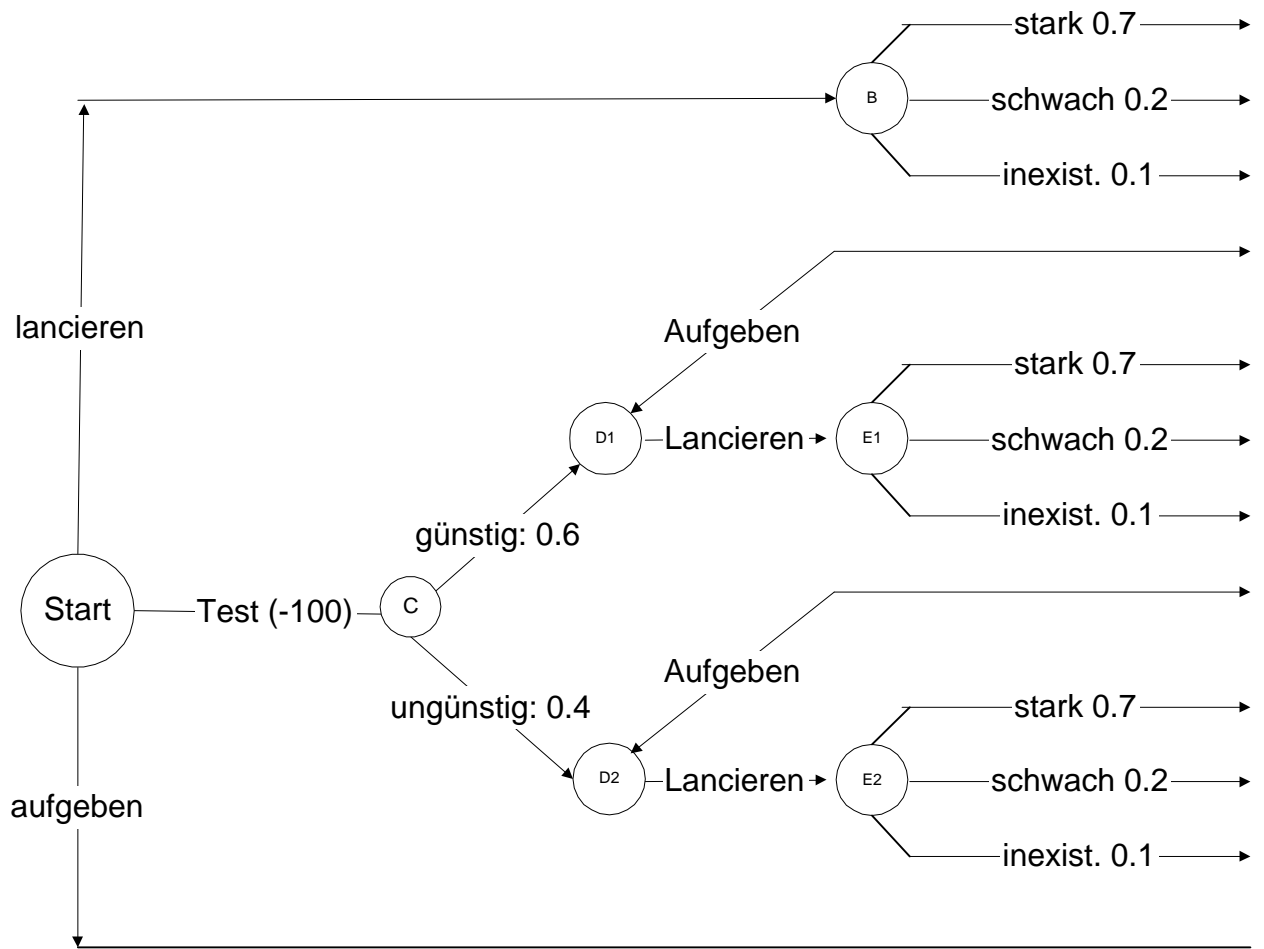 stark 0.7
B
schwach 0.2
inexist. 0.1
lancieren
Aufgeben
stark 0.7
D1
Lancieren
E1
schwach 0.2
inexist. 0.1
günstig: 0.6
Start
Test (-100)
C
Aufgeben
ungünstig: 0.4
stark 0.7
D2
Lancieren
E2
schwach 0.2
aufgeben
inexist. 0.1